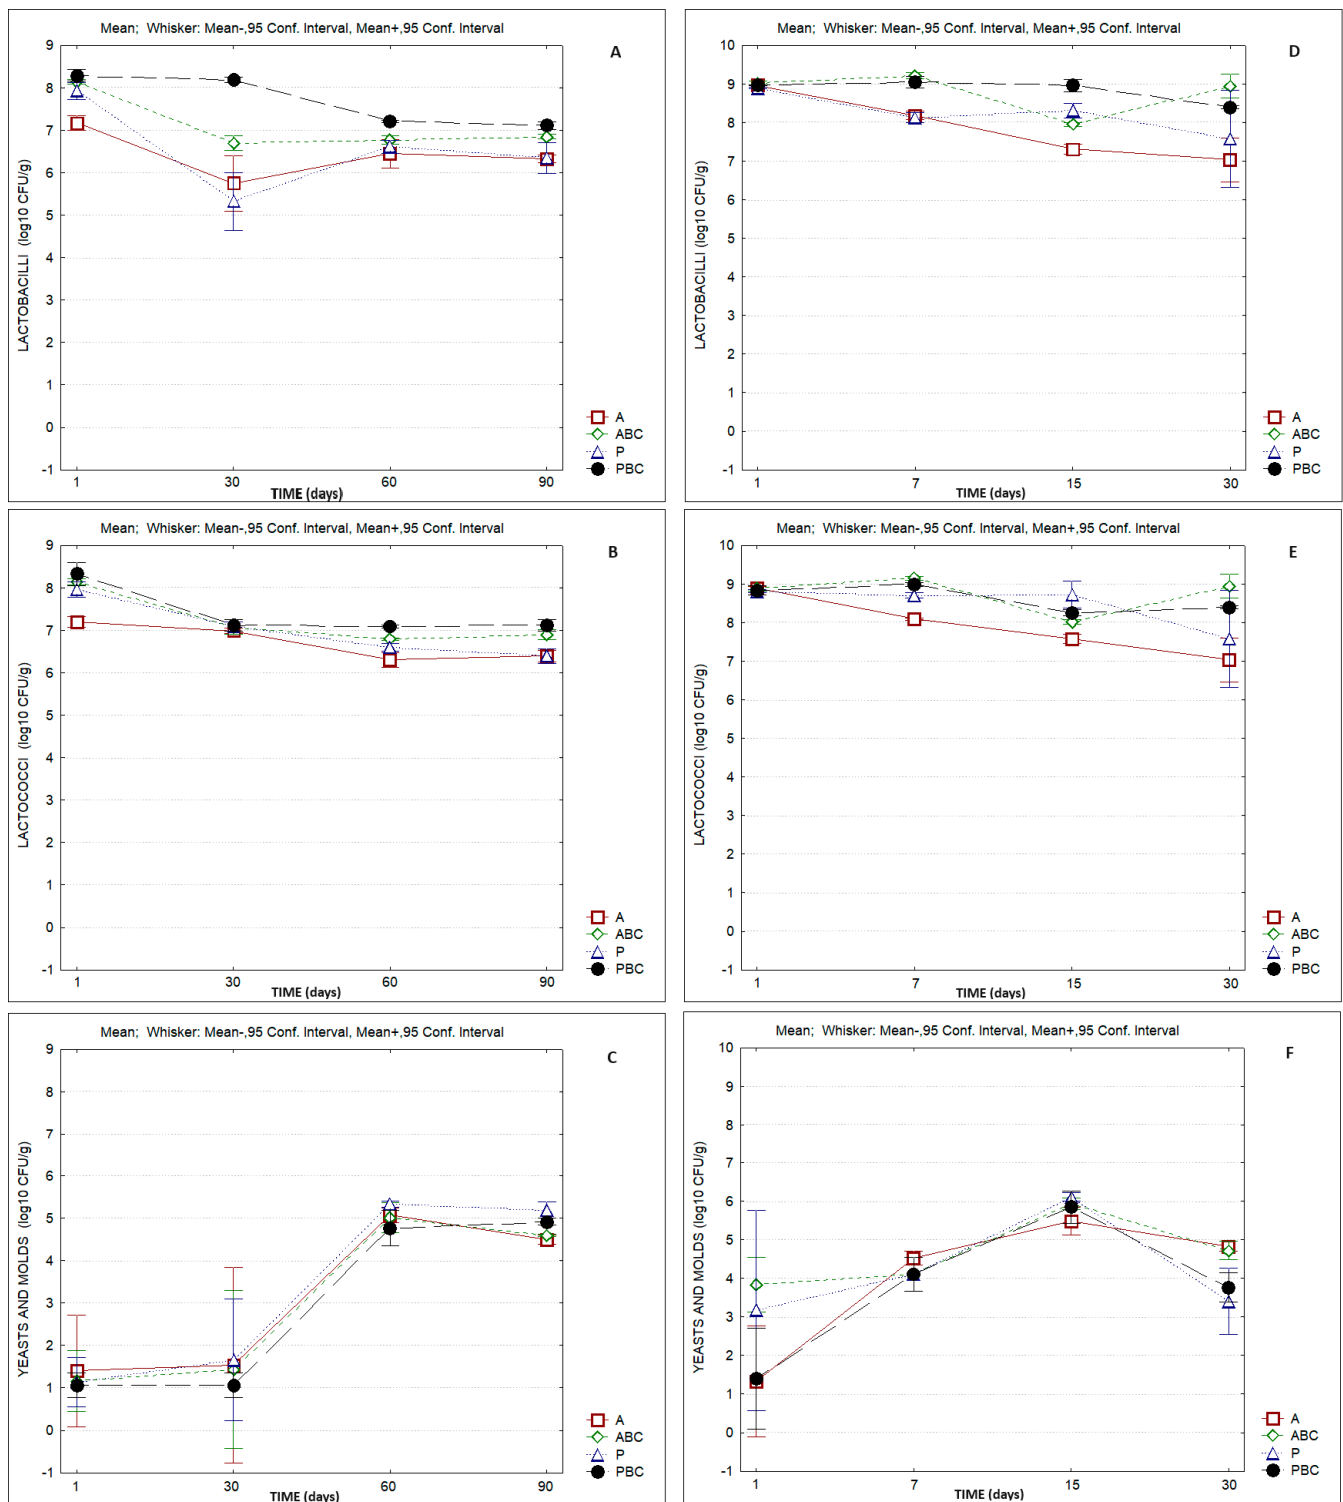 Mean; Whisker: Mean-,95 Conf. Interval, Mean+,95 Conf. Interval
A
LACTOBACILLI (log10 CFU/g)
9
8
7
6
5
4
3
2
1
0
-1
1 30 60 90
TIME (days)
A
ABC
P
PBC
Mean; Whisker: Mean-,95 Conf. Interval, Mean+,95 Conf. Interval
D
LACTOBACILLI (log10 CFU/g)
10
9
8
7
6
5
4
3
2
1
0
-1
1 7 15 30
TIME (days)
A
ABC
P
PBC
Mean; Whisker: Mean-,95 Conf. Interval, Mean+,95 Conf. Interval
B
LACTOCOCCI (log10 CFU/g)
9
8
7
6
5
4
3
2
1
0
-1
1 30 60 90
TIME (days)
A
ABC
P
PBC
Mean; Whisker: Mean-,95 Conf. Interval, Mean+,95 Conf. Interval
E
LACTOCOCCI (log10 CFU/g)
10
9
8
7
6
5
4
3
2
1
0
-1
1 7 15 30
TIME (days)
A
ABC
P
PBC
Mean; Whisker: Mean-,95 Conf. Interval, Mean+,95 Conf. Interval
C
YEASTS AND MOLDS (log10 CFU/g)
9
8
7
6
5
4
3
2
1
0
-1
1 30 60 90
TIME (days)
A
ABC
P
PBC
Mean; Whisker: Mean-,95 Conf. Interval, Mean+,95 Conf. Interval
F
YEASTS AND MOLDS (log10 CFU/g)
10
9
8
7
6
5
4
3
2
1
0
-1
1 7 15 30
TIME (days)
A
ABC
P
PBC